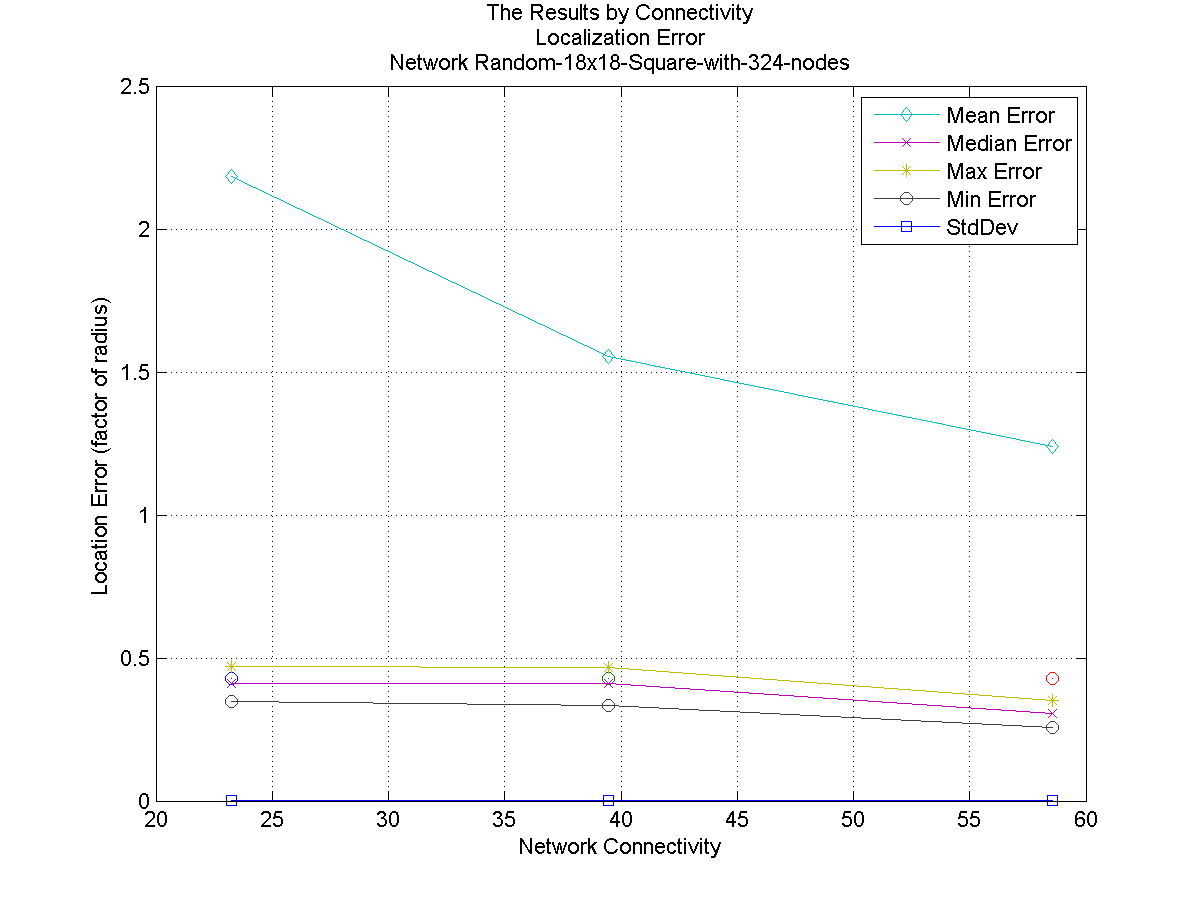 The Results by Connectivity
Localization Error
Network Random-18x18-Square-with-324-nodes
2.5
2
1.5
1
0.5
0
Location Error (factor of radius)
Mean Error
Median Error
Max Error
Min Error
StdDev
20 25 30 35 40 45 50 55 60
Network Connectivity